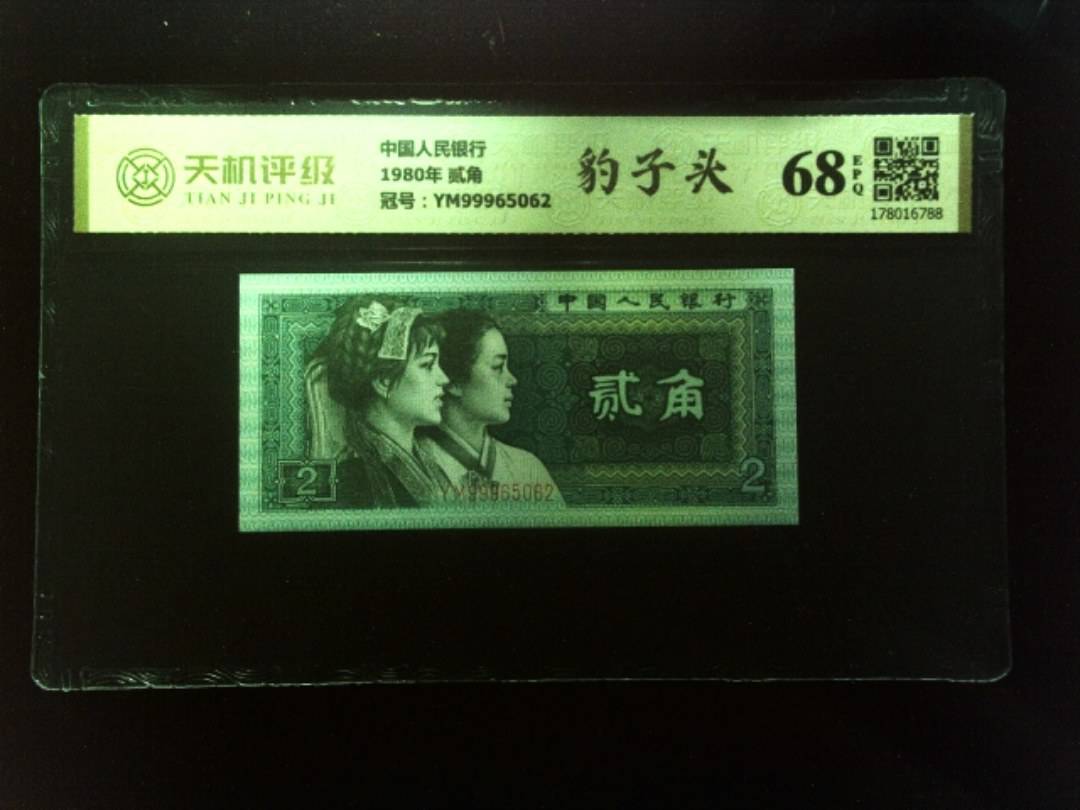 天机评级
TIAN JI PING JI
中国人民银行
1980年 贰角
冠号：YM99965062
豹子头
68
EPQ
178016788
中国人民银行
贰角
2
YM99965062
2